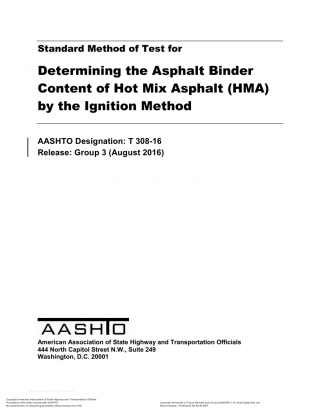 Standard Method of Test for
Determining the Asphalt Binder
Content of Hot Mix Asphalt (HMA)
by the Ignition Method
AASHTO Designation: T 308-16
Release: Group 3 (August 2016)
AASHTO
American Association of State Highway and Transportation Officials
444 North Capitol Street N.W., Suite 249
Washington, D.C. 20001